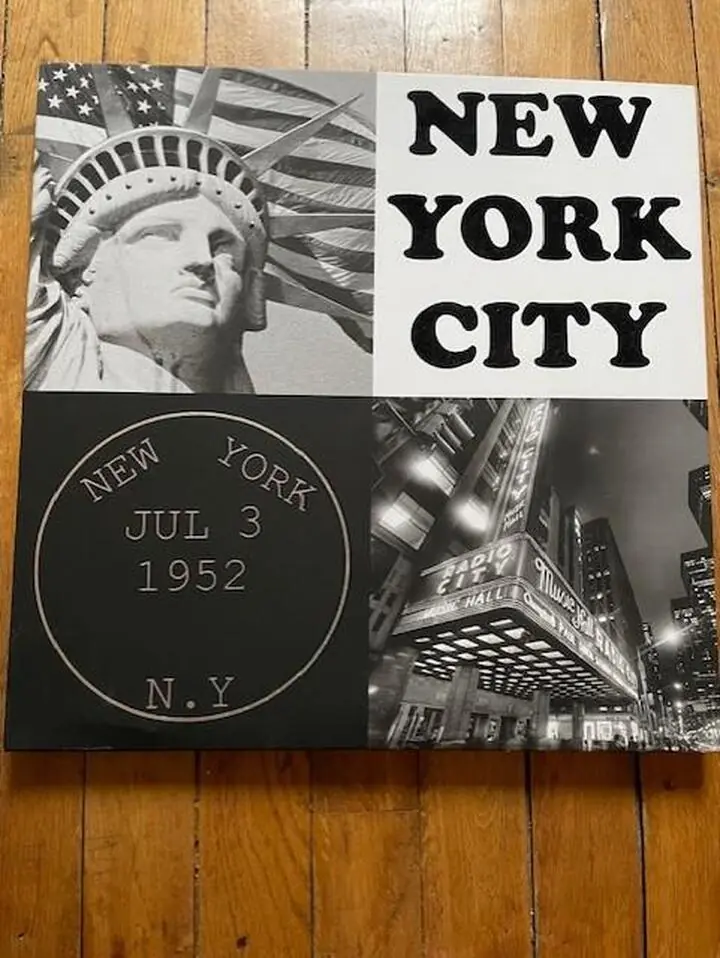 NEW
YORK
CITY
NEW YORK
JUL 3
1952
N.Y
RADIO
CITY
MUSIC HALL
Music Hall